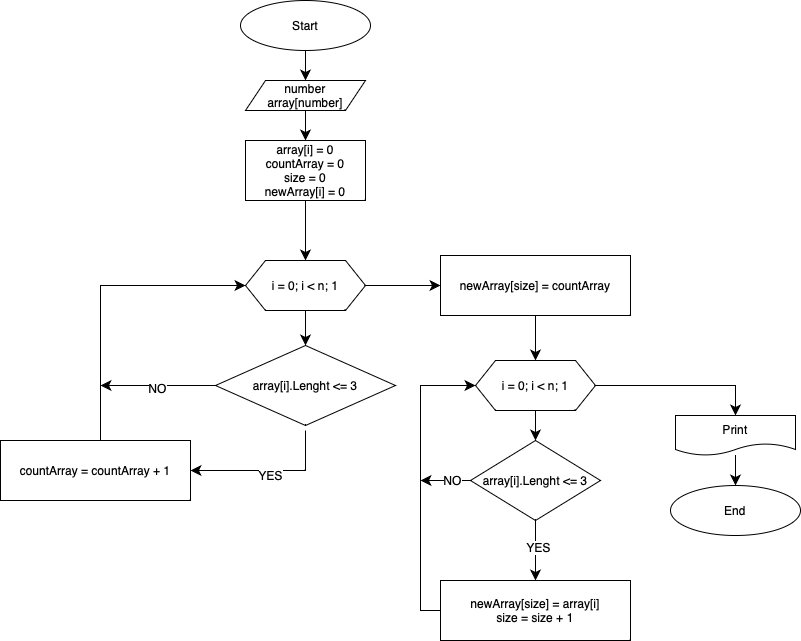 Start
number
array[number]
array[i] = 0
countArray = 0
size = 0
newArray[i] = 0
i = 0; i < n; 1
array[i].Lenght <= 3
NO
YES
countArray = countArray + 1
newArray[size] = countArray
i = 0; i < n; 1
array[i].Lenght <= 3
NO
YES
newArray[size] = array[i]
size = size + 1
Print
End